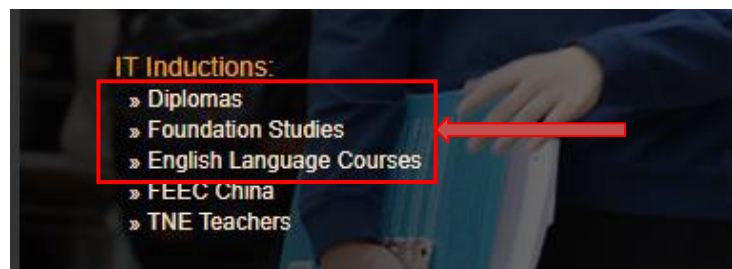 IT Inductions:
» Diplomas
» Foundation Studies
» English Language Courses
» FEEC China
» TNE Teachers